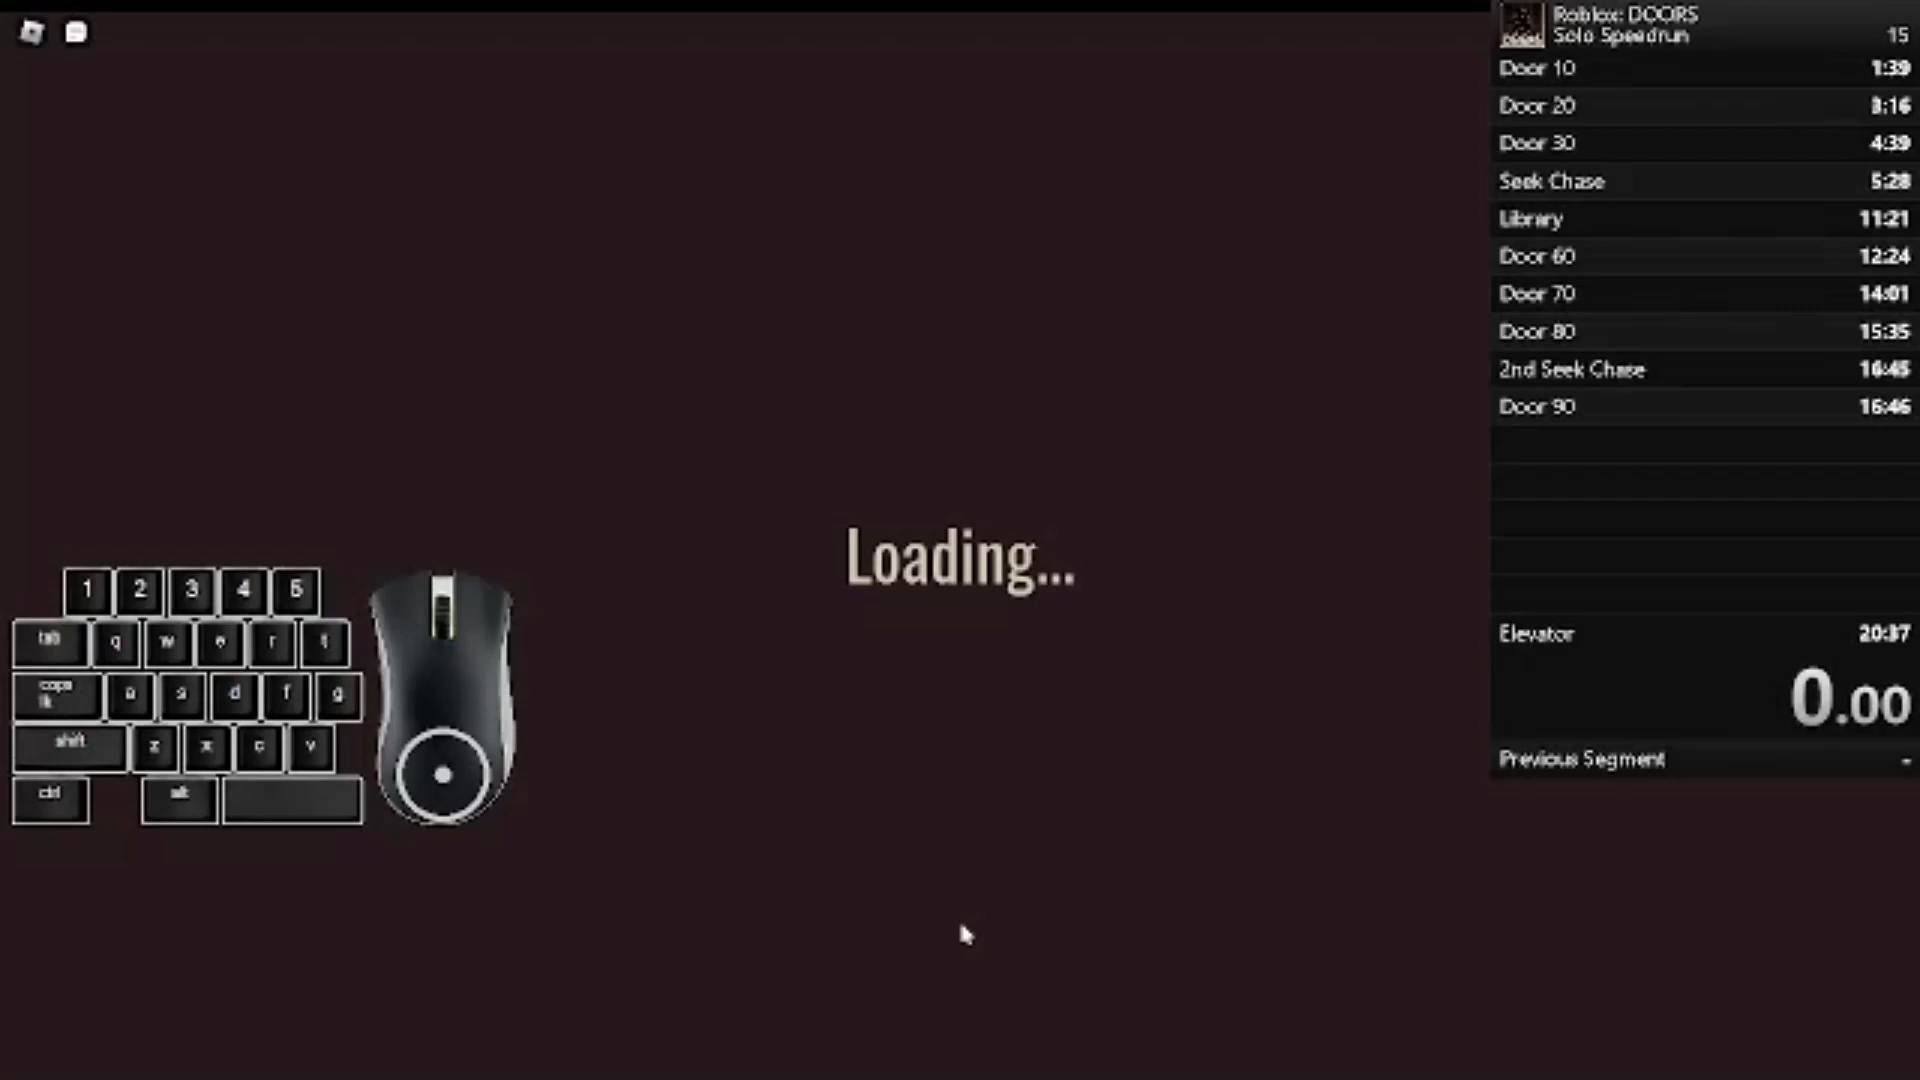 Roblox: DOORS
Solo Speedrun 15
Door 10 1:39
Door 20 3:16
Door 30 4:39
Seek Chase 5:28
Library 11:21
Door 60 12:24
Door 70 14:01
Door 80 15:35
2nd Seek Chase 16:45
Door 90 16:46
Loading...
1 2 3 4 5
tab q w e r t
caps lk a s d f g
shift z x c v
ctrl alt
Elevator 20:37
0.00
Previous Segment -